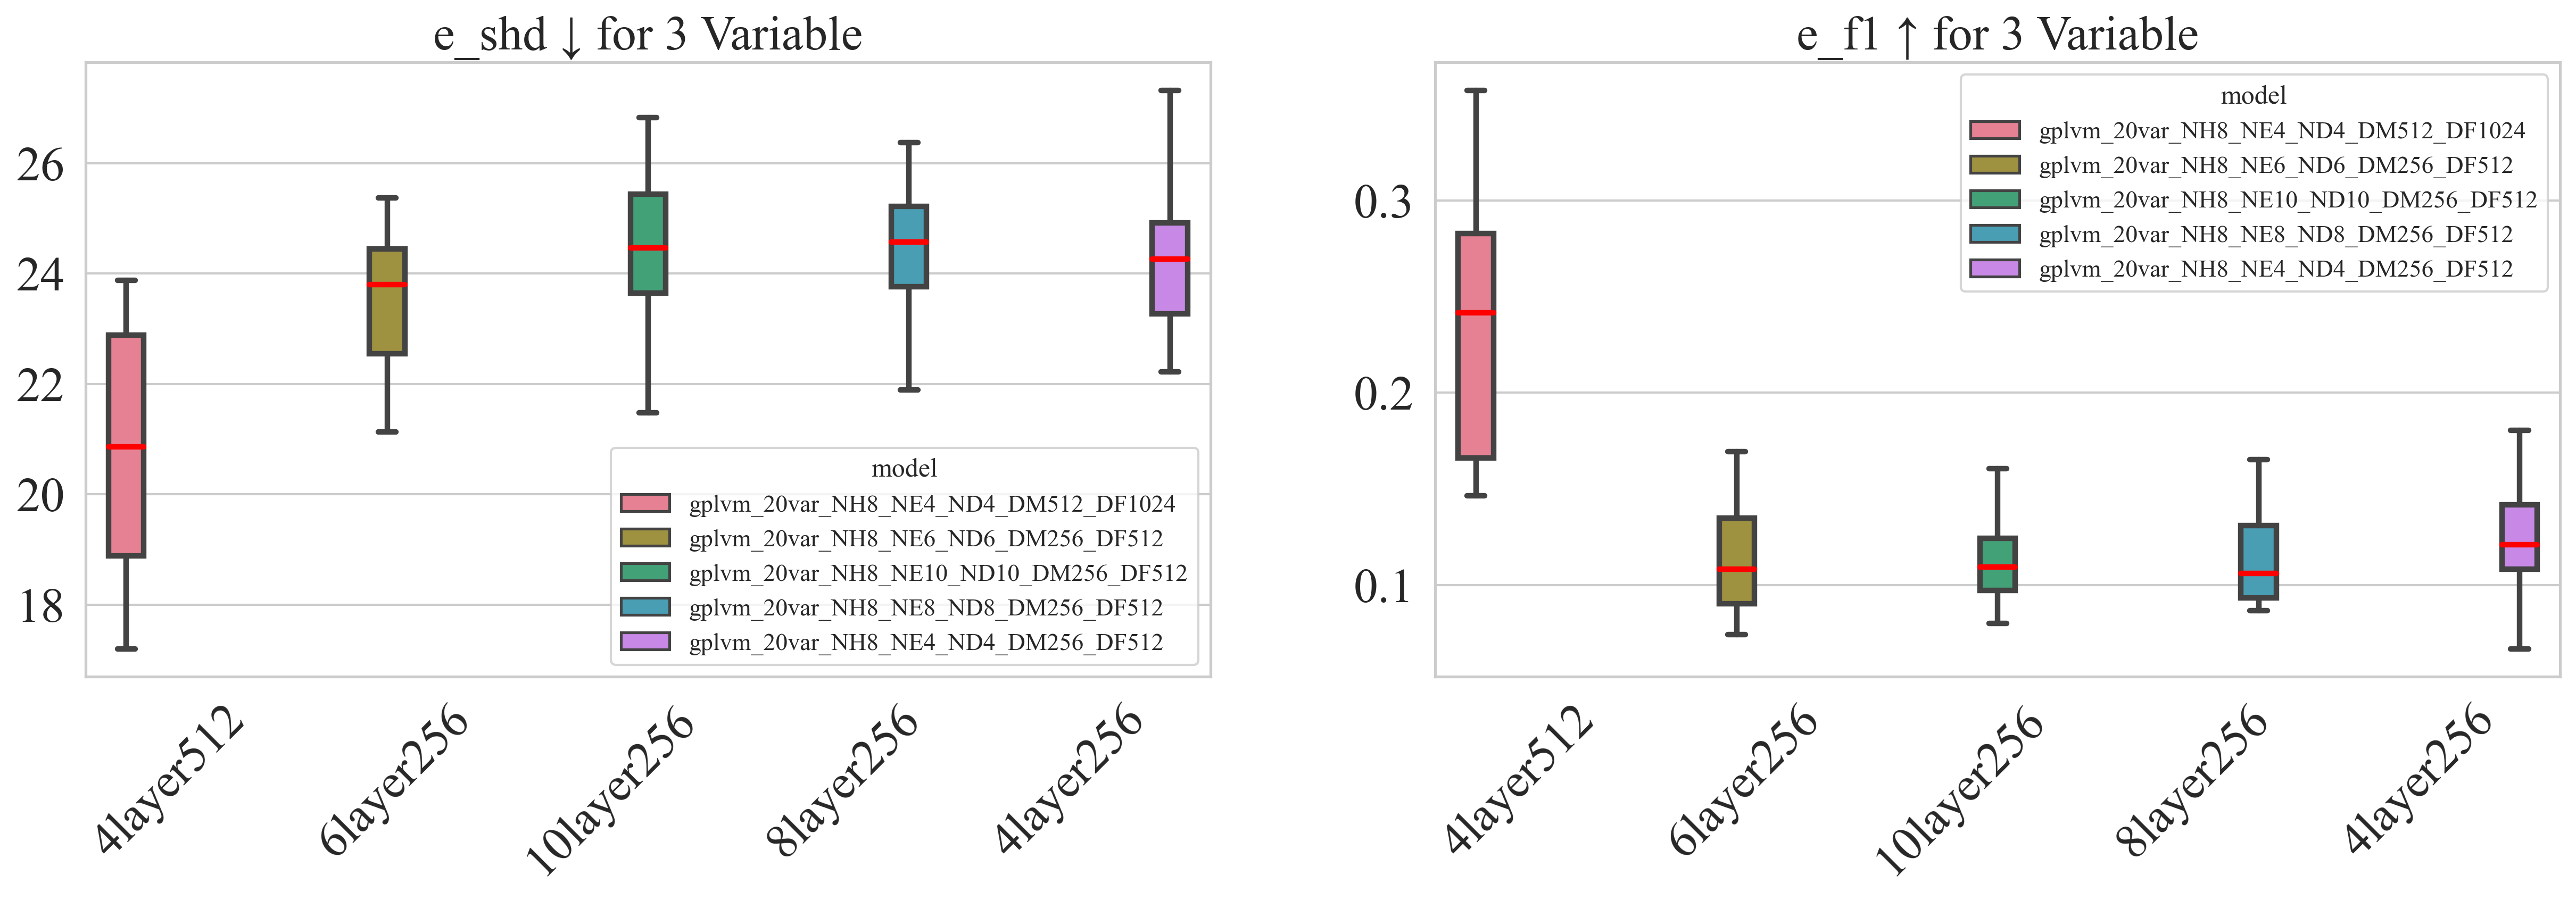 e_shd ↓ for 3 Variable
26
24
22
20
18
model
gplvm_20var_NH8_NE4_ND4_DM512_DF1024
gplvm_20var_NH8_NE6_ND6_DM256_DF512
gplvm_20var_NH8_NE10_ND10_DM256_DF512
gplvm_20var_NH8_NE8_ND8_DM256_DF512
gplvm_20var_NH8_NE4_ND4_DM256_DF512
4layer512
6layer256
10layer256
8layer256
4layer256
e_f1 ↑ for 3 Variable
0.3
0.2
0.1
model
gplvm_20var_NH8_NE4_ND4_DM512_DF1024
gplvm_20var_NH8_NE6_ND6_DM256_DF512
gplvm_20var_NH8_NE10_ND10_DM256_DF512
gplvm_20var_NH8_NE8_ND8_DM256_DF512
gplvm_20var_NH8_NE4_ND4_DM256_DF512
4layer512
6layer256
10layer256
8layer256
4layer256